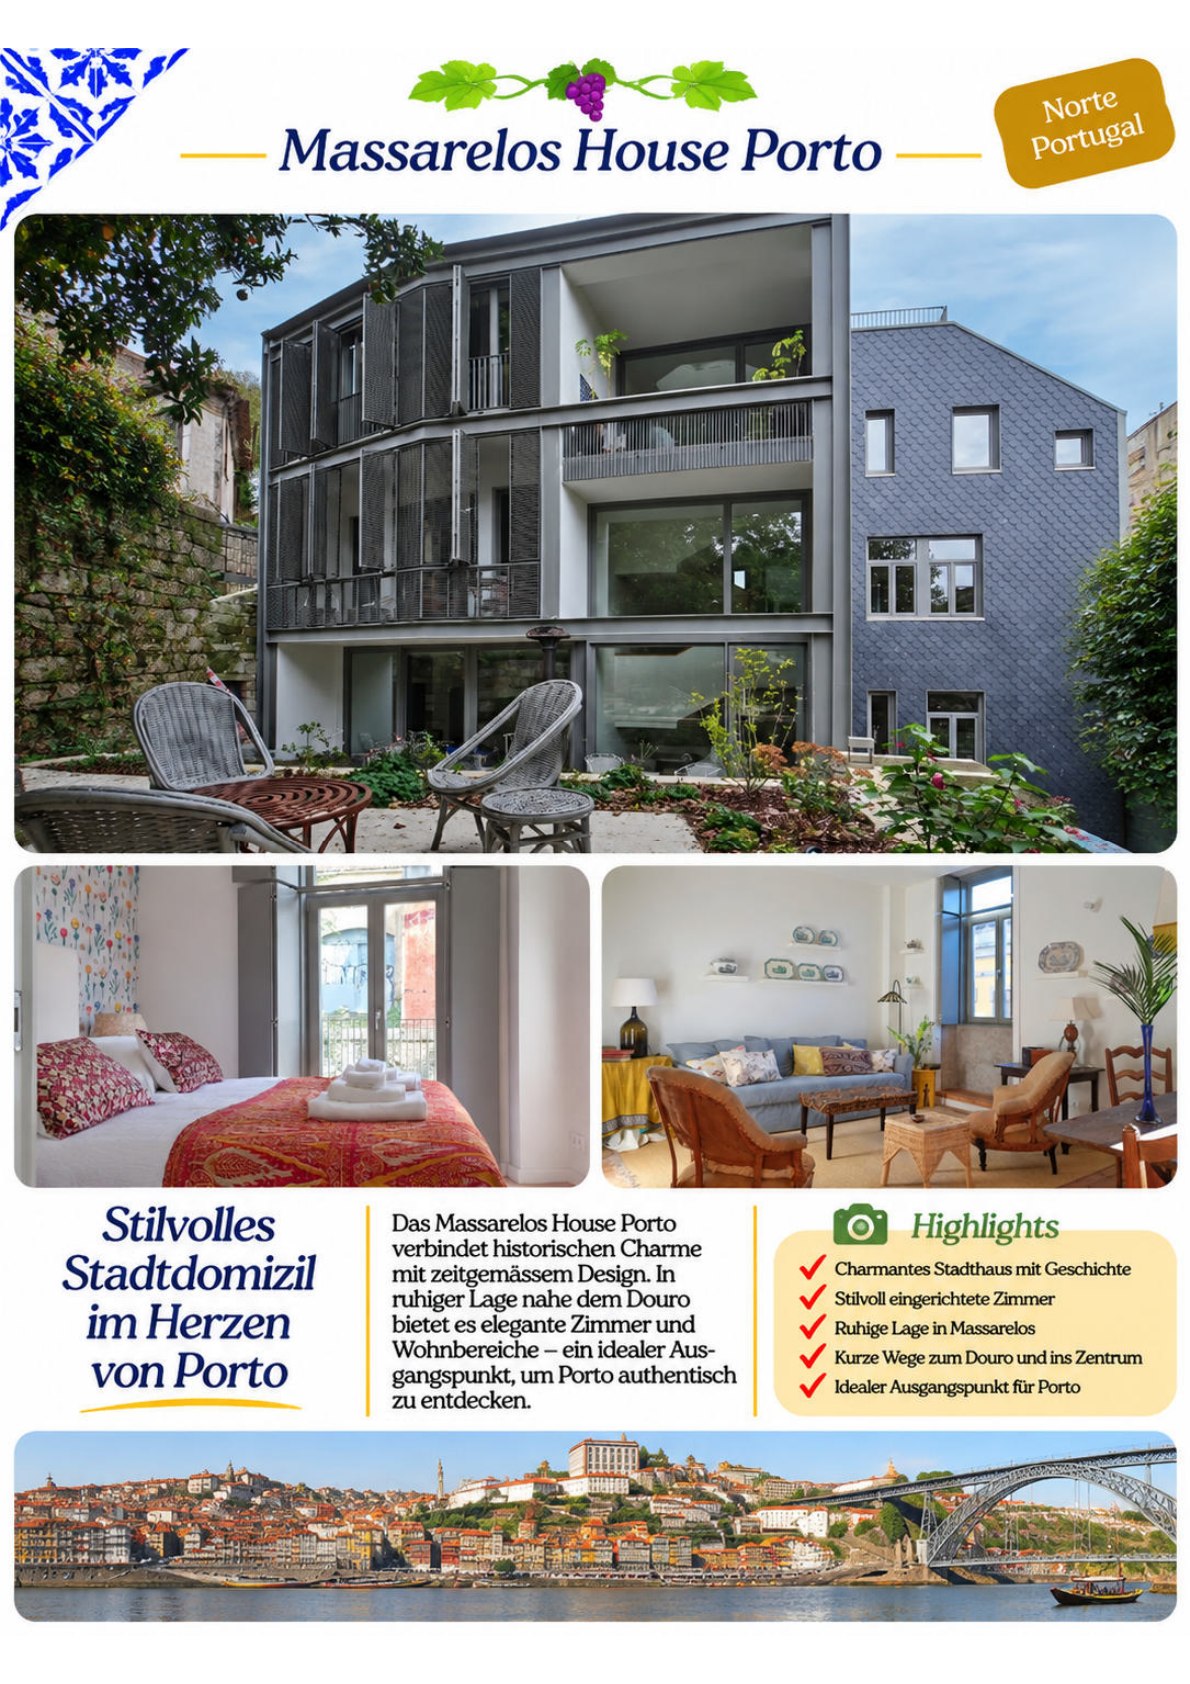 Massarelos House Porto
Norte
Portugal
Stilvolles
Stadtdomizil
im Herzen
von Porto
Das Massarelos House Porto
verbindet historischen Charme
mit zeitgemässem Design. In
ruhiger Lage nahe dem Douro
bietet es elegante Zimmer und
Wohnbereiche – ein idealer Aus-
gangspunkt, um Porto authentisch
zu entdecken.
Highlights
Charmantes Stadthaus mit Geschichte
Stilvoll eingerichtete Zimmer
Ruhige Lage in Massarelos
Kurze Wege zum Douro und ins Zentrum
Idealer Ausgangspunkt für Porto